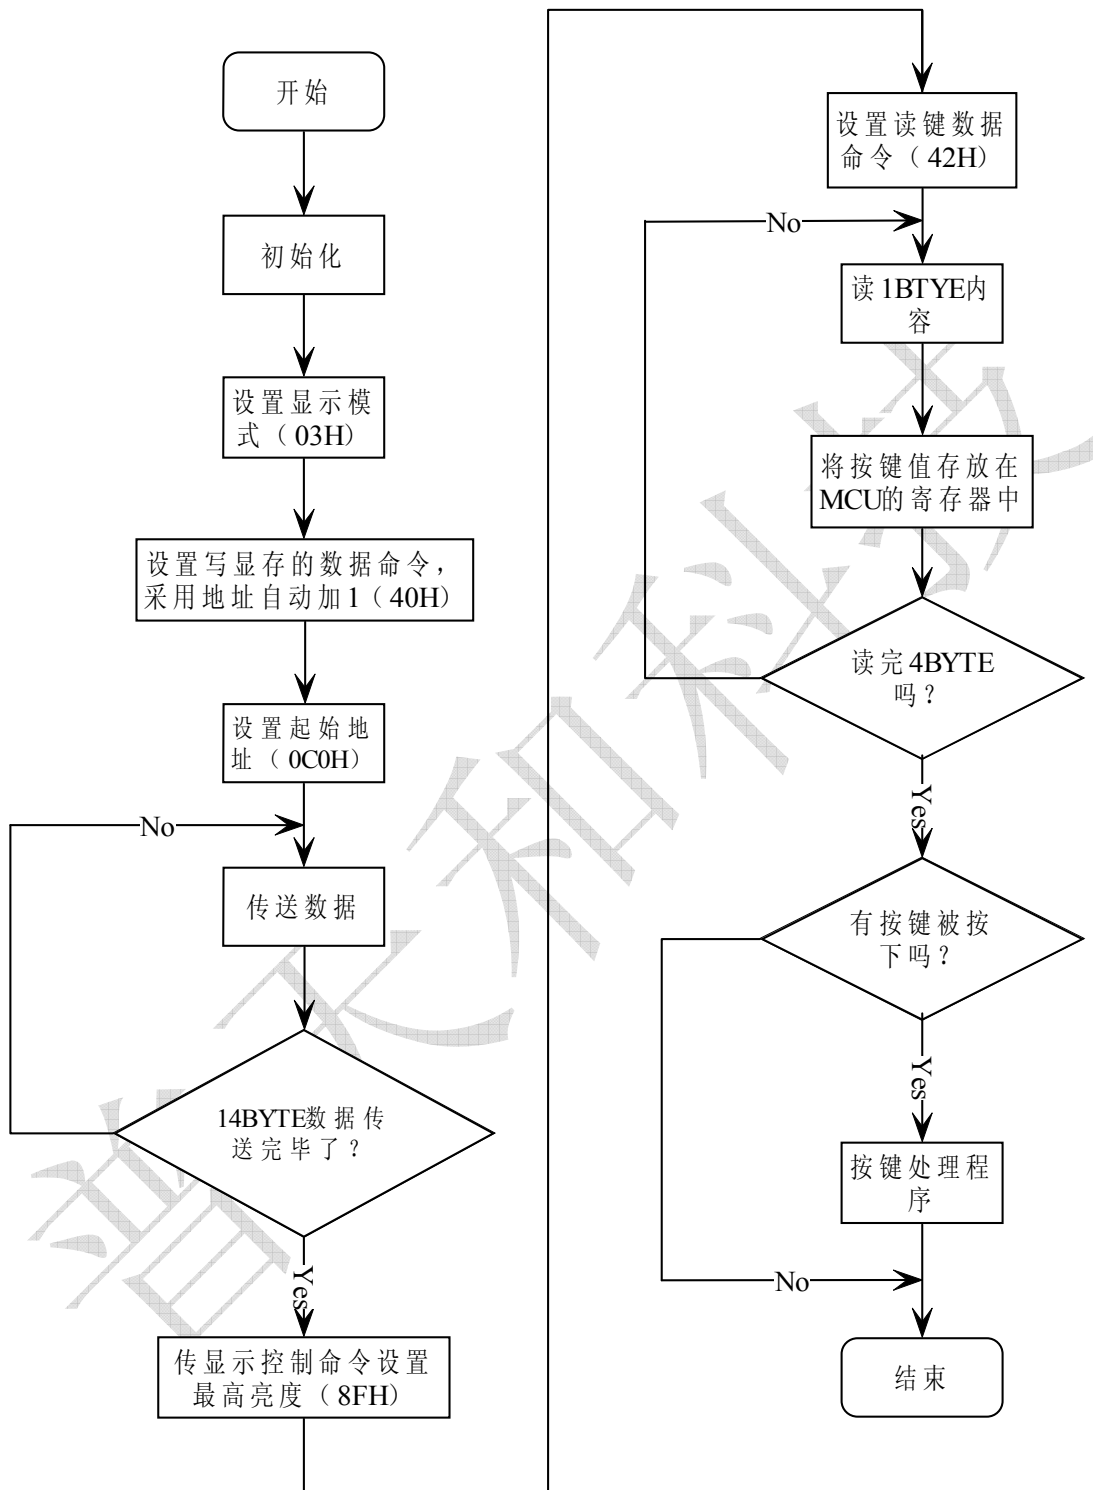 开始
初始化
设置显示模
式（03H）
设置写显存的数据命令，
采用地址自动加1（40H）
设置起始地
址（0C0H）
No
传送数据
14BYTE数据传
送完毕了？
Yes
传显示控制命令设置
最高亮度（8FH）
设置读键数据
命令（42H）
No
读1BTYE内
容
将按键值存放在
MCU的寄存器中
读完4BYTE
吗？
Yes
有按键被按
下吗？
Yes
按键处理程
序
No
结束
普天和科技